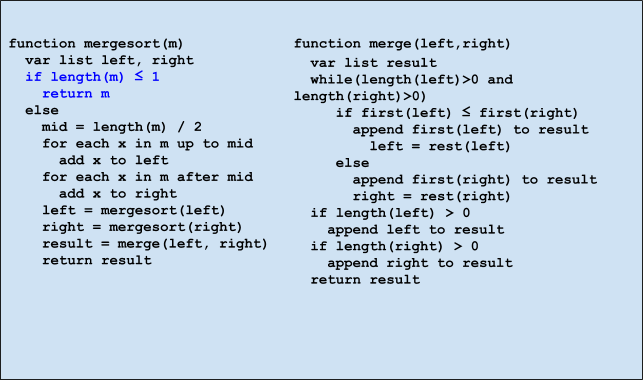 function mergesort(m)
var list left, right
if length(m) ≤ 1
return m
else
mid = length(m) / 2
for each x in m up to mid
add x to left
for each x in m after mid
add x to right
left = mergesort(left)
right = mergesort(right)
result = merge(left, right)
return result
function merge(left,right)
var list result
while(length(left)>0 and
length(right)>0)
if first(left) ≤ first(right)
append first(left) to result
left = rest(left)
else
append first(right) to result
right = rest(right)
if length(left) > 0
append left to result
if length(right) > 0
append right to result
return result